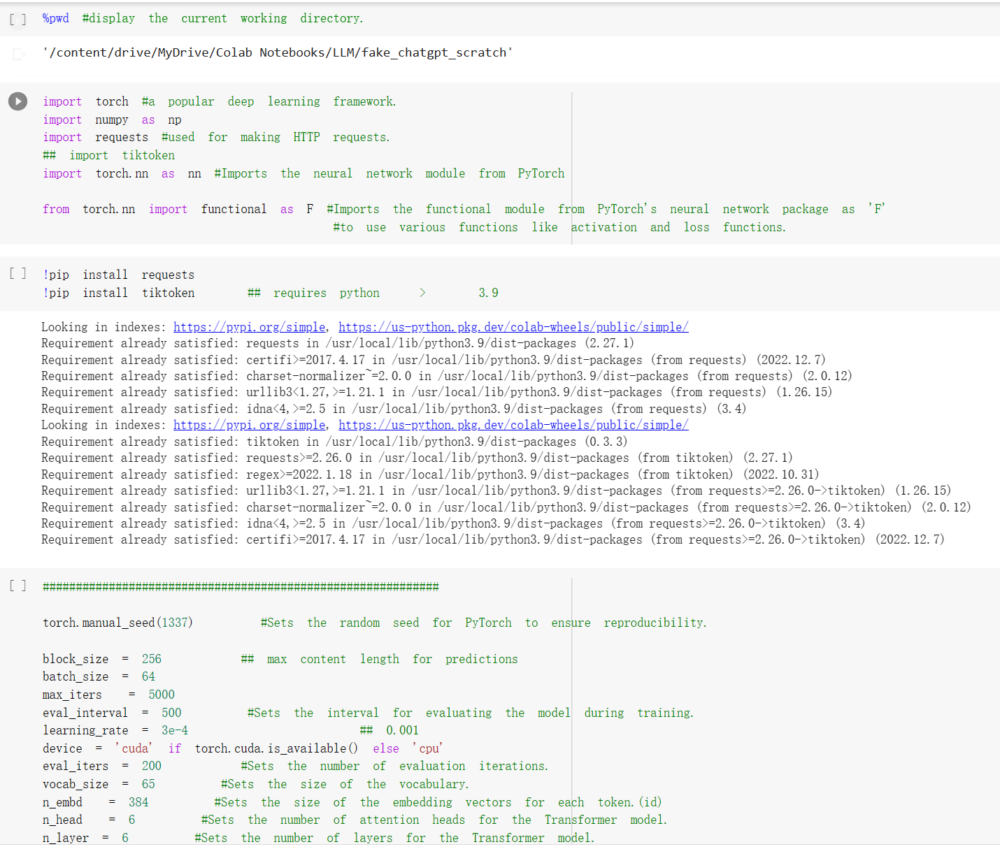 [ ] %pwd #display the current working directory.
'/content/drive/MyDrive/Colab Notebooks/LLM/fake_chatgpt_scratch'
import torch #a popular deep learning framework.
import numpy as np
import requests #used for making HTTP requests.
## import tiktoken
import torch.nn as nn #Imports the neural network module from PyTorch
from torch.nn import functional as F #Imports the functional module from PyTorch's neural network package as 'F'
#to use various functions like activation and loss functions.
[ ] !pip install requests
!pip install tiktoken ## requires python > 3.9
Looking in indexes: https://pypi.org/simple, https://us-python.pkg.dev/colab-wheels/public/simple/
Requirement already satisfied: requests in /usr/local/lib/python3.9/dist-packages (2.27.1)
Requirement already satisfied: certifi>=2017.4.17 in /usr/local/lib/python3.9/dist-packages (from requests) (2022.12.7)
Requirement already satisfied: charset-normalizer~=2.0.0 in /usr/local/lib/python3.9/dist-packages (from requests) (2.0.12)
Requirement already satisfied: urllib3<1.27,>=1.21.1 in /usr/local/lib/python3.9/dist-packages (from requests) (1.26.15)
Requirement already satisfied: idna<4,>=2.5 in /usr/local/lib/python3.9/dist-packages (from requests) (3.4)
Looking in indexes: https://pypi.org/simple, https://us-python.pkg.dev/colab-wheels/public/simple/
Requirement already satisfied: tiktoken in /usr/local/lib/python3.9/dist-packages (0.3.3)
Requirement already satisfied: requests>=2.26.0 in /usr/local/lib/python3.9/dist-packages (from tiktoken) (2.27.1)
Requirement already satisfied: regex>=2022.1.18 in /usr/local/lib/python3.9/dist-packages (from tiktoken) (2022.10.31)
Requirement already satisfied: urllib3<1.27,>=1.21.1 in /usr/local/lib/python3.9/dist-packages (from requests>=2.26.0->tiktoken) (1.26.15)
Requirement already satisfied: charset-normalizer~=2.0.0 in /usr/local/lib/python3.9/dist-packages (from requests>=2.26.0->tiktoken) (2.0.12)
Requirement already satisfied: idna<4,>=2.5 in /usr/local/lib/python3.9/dist-packages (from requests>=2.26.0->tiktoken) (3.4)
Requirement already satisfied: certifi>=2017.4.17 in /usr/local/lib/python3.9/dist-packages (from requests>=2.26.0->tiktoken) (2022.12.7)
[ ] ############################################################
torch.manual_seed(1337) #Sets the random seed for PyTorch to ensure reproducibility.
block_size = 256 ## max content length for predictions
batch_size = 64
max_iters = 5000
eval_interval = 500 #Sets the interval for evaluating the model during training.
learning_rate = 3e-4 ## 0.001
device = 'cuda' if torch.cuda.is_available() else 'cpu'
eval_iters = 200 #Sets the number of evaluation iterations.
vocab_size = 65 #Sets the size of the vocabulary.
n_embd = 384 #Sets the size of the embedding vectors for each token.(id)
n_head = 6 #Sets the number of attention heads for the Transformer model.
n_layer = 6 #Sets the number of layers for the Transformer model.